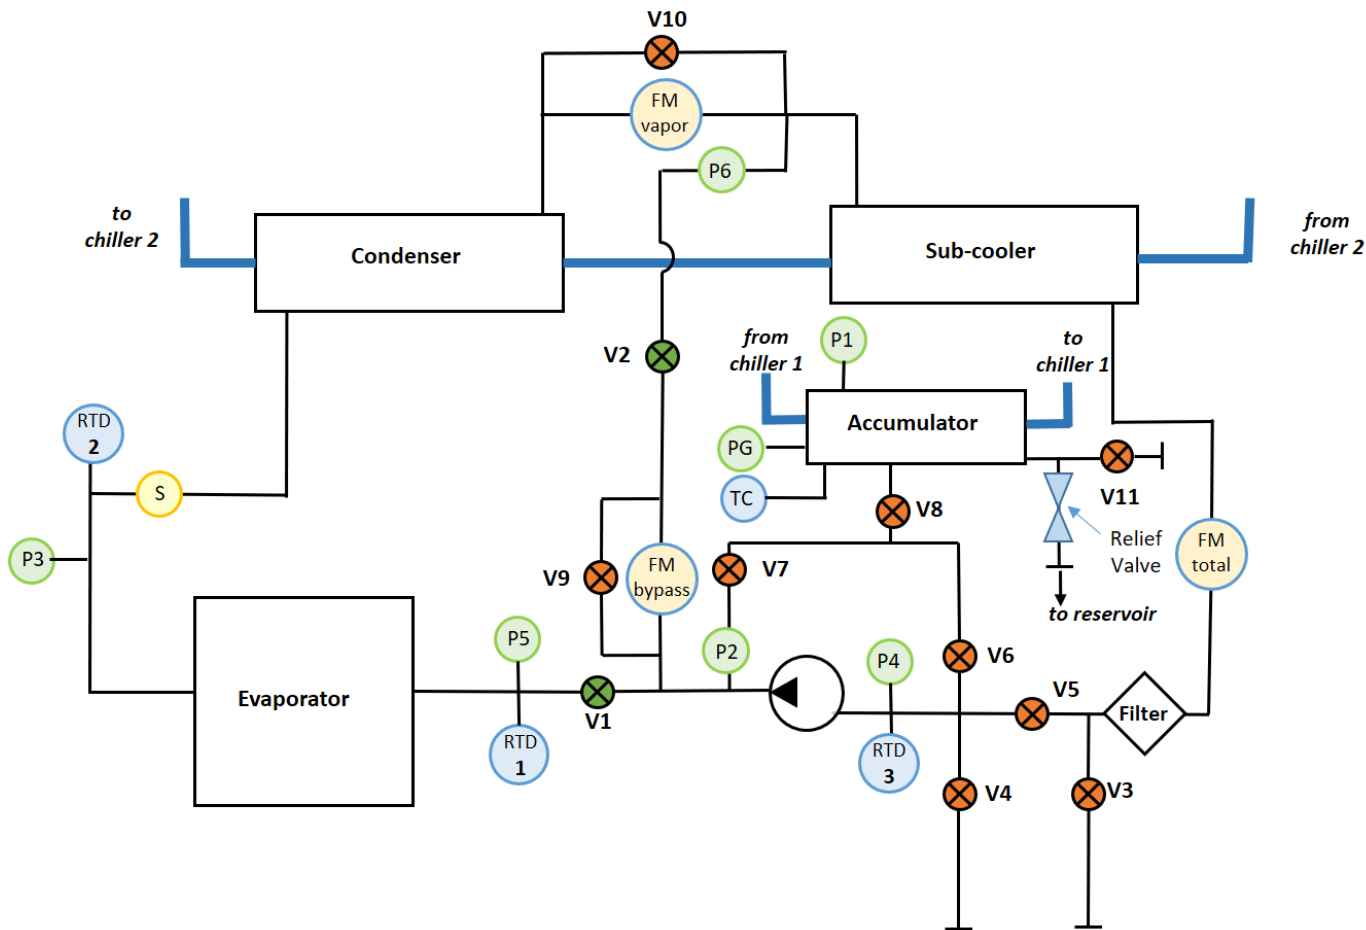 V10
FM
vapor
P6
to
chiller 2
Condenser
Sub-cooler
from
chiller 2
V2
from
chiller 1
P1
to
chiller 1
Accumulator
RTD
2
PG
TC
S
V11
V8
Relief
Valve
FM
total
P3
V9
FM
bypass
V7
to reservoir
P5
P2
P4
V6
Evaporator
V1
V5
Filter
RTD
1
RTD
3
V4
V3